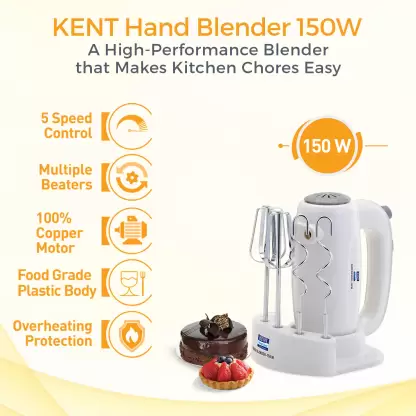 KENT Hand Blender 150W
A High-Performance Blender
that Makes Kitchen Chores Easy
5 Speed
Control
150 W
Multiple
Beaters
100%
Copper
Motor
Food Grade
Plastic Body
Overheating
Protection
KENT